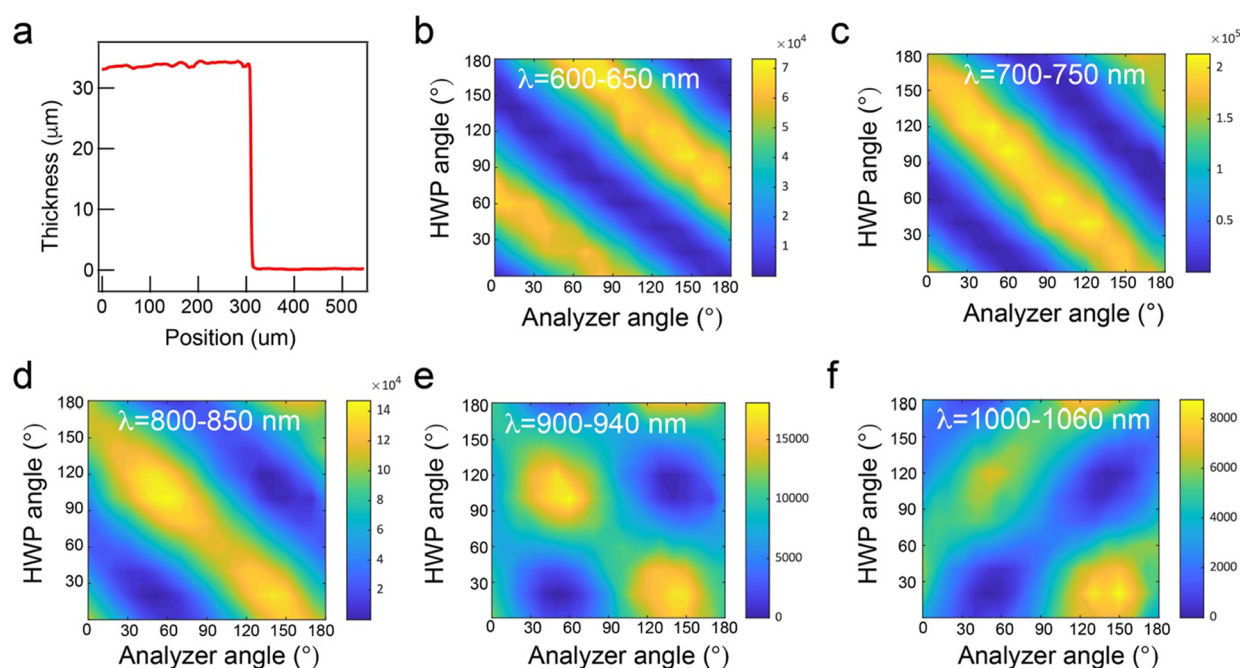 a
30
20
10
0
Thickness (μm)
0 100 200 300 400 500
Position (um)
b
×10⁴
λ=600-650 nm
180
150
120
90
60
30
HWP angle (°)
0 30 60 90 120 150 180
Analyzer angle (°)
7
6
5
4
3
2
1
c
×10⁵
λ=700-750 nm
180
150
120
90
60
30
HWP angle (°)
0 30 60 90 120 150 180
Analyzer angle (°)
2
1.5
1
0.5
d
×10⁴
λ=800-850 nm
180
150
120
90
60
30
HWP angle (°)
0 30 60 90 120 150 180
Analyzer angle (°)
14
12
10
8
6
4
2
e
λ=900-940 nm
180
150
120
90
60
30
HWP angle (°)
0 30 60 90 120 150 180
Analyzer angle (°)
15000
10000
5000
0
f
λ=1000-1060 nm
180
150
120
90
60
30
HWP angle (°)
0 30 60 90 120 150 180
Analyzer angle (°)
8000
6000
4000
2000
0